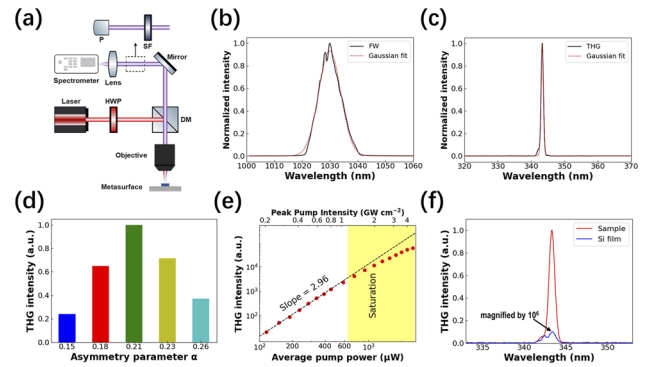 (a)
P
SF
Mirror
Spectrometer
Lens
Laser
HWP
DM
Objective
Metasurface
(b)
Normalized intensity
1.0
0.8
0.6
0.4
0.2
0.0
FW
Gaussian fit
1000 1010 1020 1030 1040 1050 1060
Wavelength (nm)
(c)
Normalized intensity
1.0
0.8
0.6
0.4
0.2
0.0
THG
Gaussian fit
320 330 340 350 360 370
Wavelength (nm)
(d)
THG intensity (a.u.)
1.0
0.8
0.6
0.4
0.2
0.0
0.15 0.18 0.21 0.23 0.26
Asymmetry parameter α
(e)
Peak Pump Intensity (GW cm⁻²)
0.2 0.4 0.6 0.8 1 2 3 4
THG intensity (a.u.)
10⁴
10³
10²
Slope = 2.96
Saturation
10² 200 300 400 600 10³
Average pump power (μW)
(f)
THG intensity (a.u.)
1.0
0.8
0.6
0.4
0.2
0.0
Sample
Si film
magnified by 10⁶
335 340 345 350
Wavelength (nm)